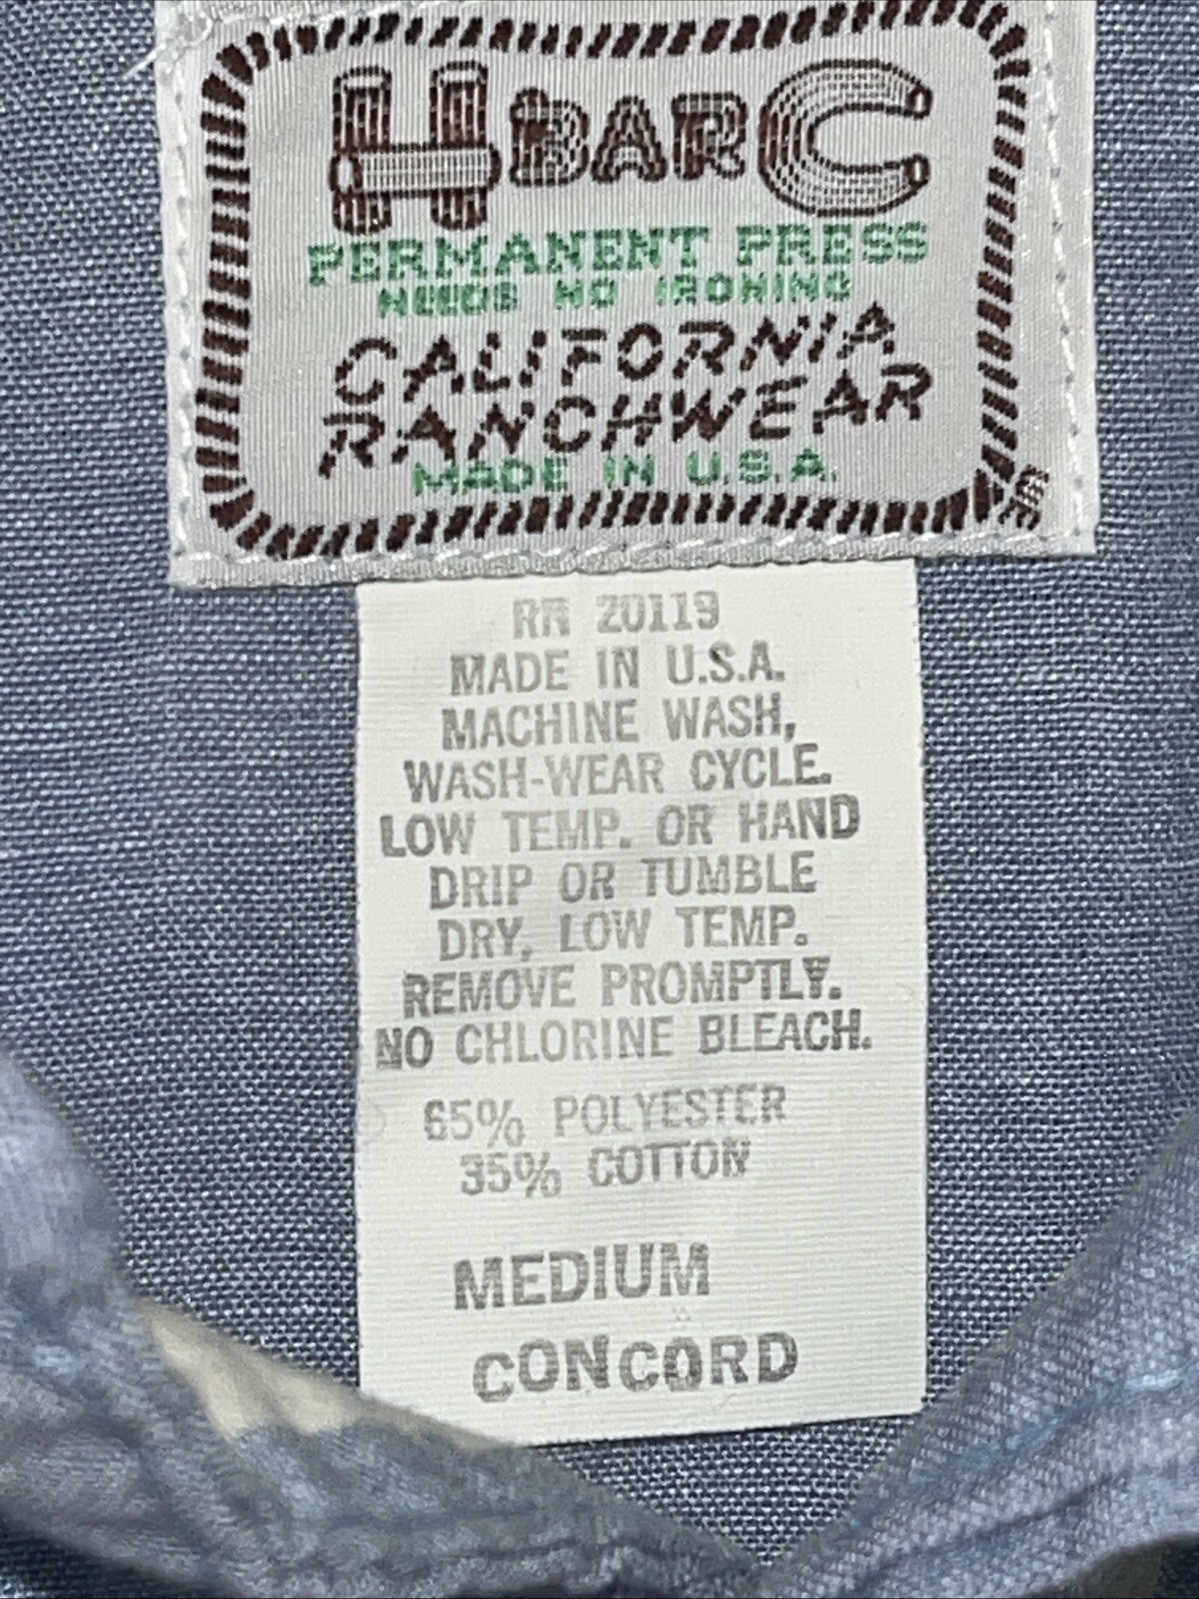 H BAR C
PERMANENT PRESS
NEEDS NO IRONING
CALIFORNIA
RANCHWEAR
MADE IN U.S.A.
RN 20119
MADE IN U.S.A.
MACHINE WASH,
WASH-WEAR CYCLE.
LOW TEMP. OR HAND
DRIP OR TUMBLE
DRY, LOW TEMP.
REMOVE PROMPTLY.
NO CHLORINE BLEACH.
65% POLYESTER
35% COTTON
MEDIUM
CONCORD